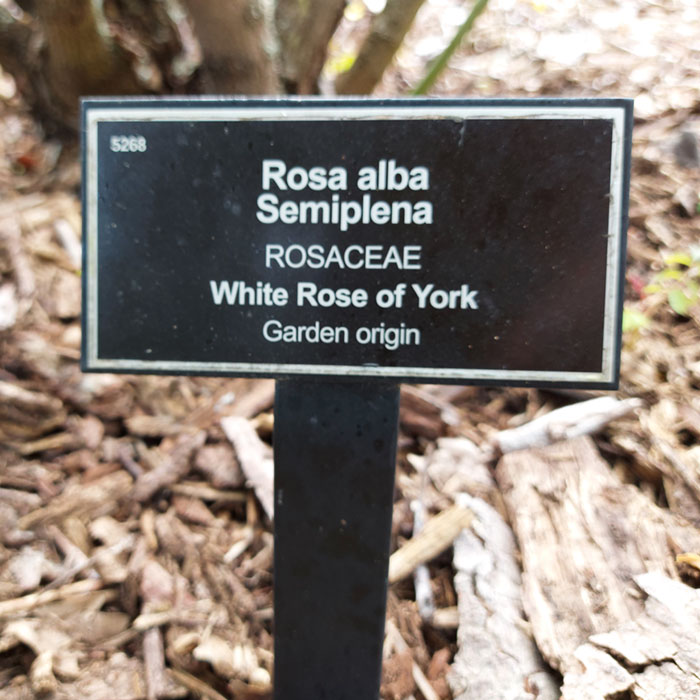 5268
Rosa alba
Semiplena
ROSACEAE
White Rose of York
Garden origin